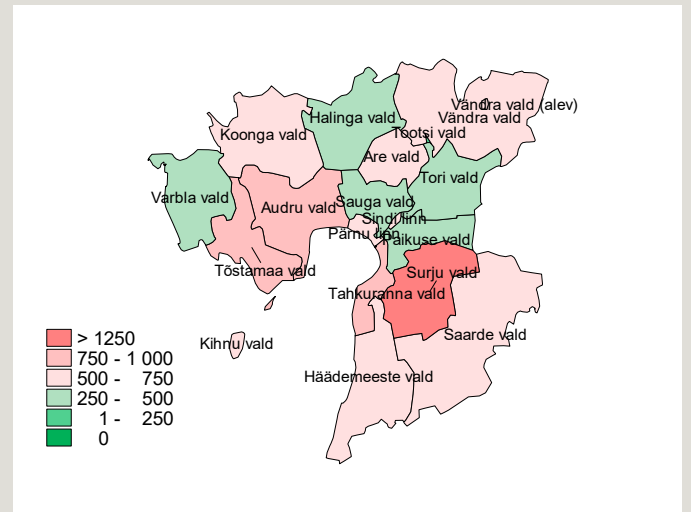 Vändra vald (alev)
Halinga vald
Vändra vald
Koonga vald
Tootsi vald
Are vald
Tori vald
Varbla vald
Audru vald
Sauga vald
Sindi linn
Pärnu linn
Paikuse vald
Tõstamaa vald
Surju vald
Tahkuranna vald
Saarde vald
Kihnu vald
Häädemeeste vald
> 1250
750 - 1 000
500 - 750
250 - 500
1 - 250
0